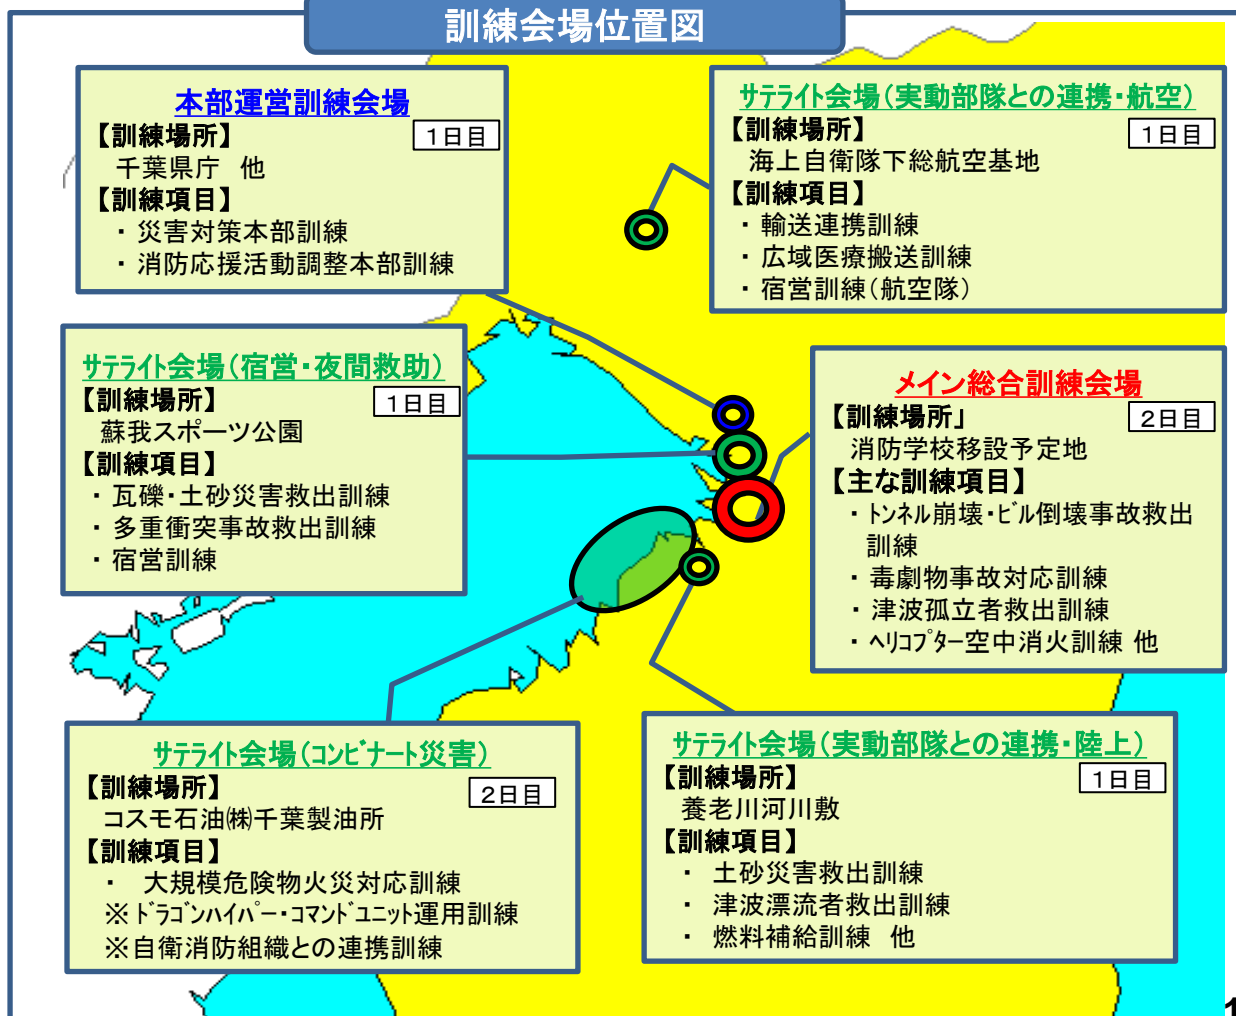 訓練会場位置図
本部運営訓練会場
【訓練場所】
1日目
千葉県庁 他
【訓練項目】
・ 災害対策本部訓練
・ 消防応援活動調整本部訓練
サテライト会場(実動部隊との連携・航空)
【訓練場所】
1日目
海上自衛隊下総航空基地
【訓練項目】
・ 輸送連携訓練
・ 広域医療搬送訓練
・ 宿営訓練(航空隊)
サテライト会場(宿営・夜間救助)
【訓練場所】
1日目
蘇我スポーツ公園
【訓練項目】
・ 瓦礫・土砂災害救出訓練
・ 多重衝突事故救出訓練
・ 宿営訓練
メイン総合訓練会場
【訓練場所」
2日目
消防学校移設予定地
【主な訓練項目】
・トンネル崩壊・ビル倒壊事故救出
訓練
・ 毒劇物事故対応訓練
・ 津波孤立者救出訓練
・ヘリコプター空中消火訓練 他
サテライト会場(コンビナート災害)
【訓練場所】
2日目
コスモ石油㈱千葉製油所
【訓練項目】
・ 大規模危険物火災対応訓練
※ドラゴンハイパー・コマンドユニット運用訓練
※自衛消防組織との連携訓練
サテライト会場(実動部隊との連携・陸上)
【訓練場所】
1日目
養老川河川敷
【訓練項目】
・ 土砂災害救出訓練
・ 津波漂流者救出訓練
・ 燃料補給訓練 他
1